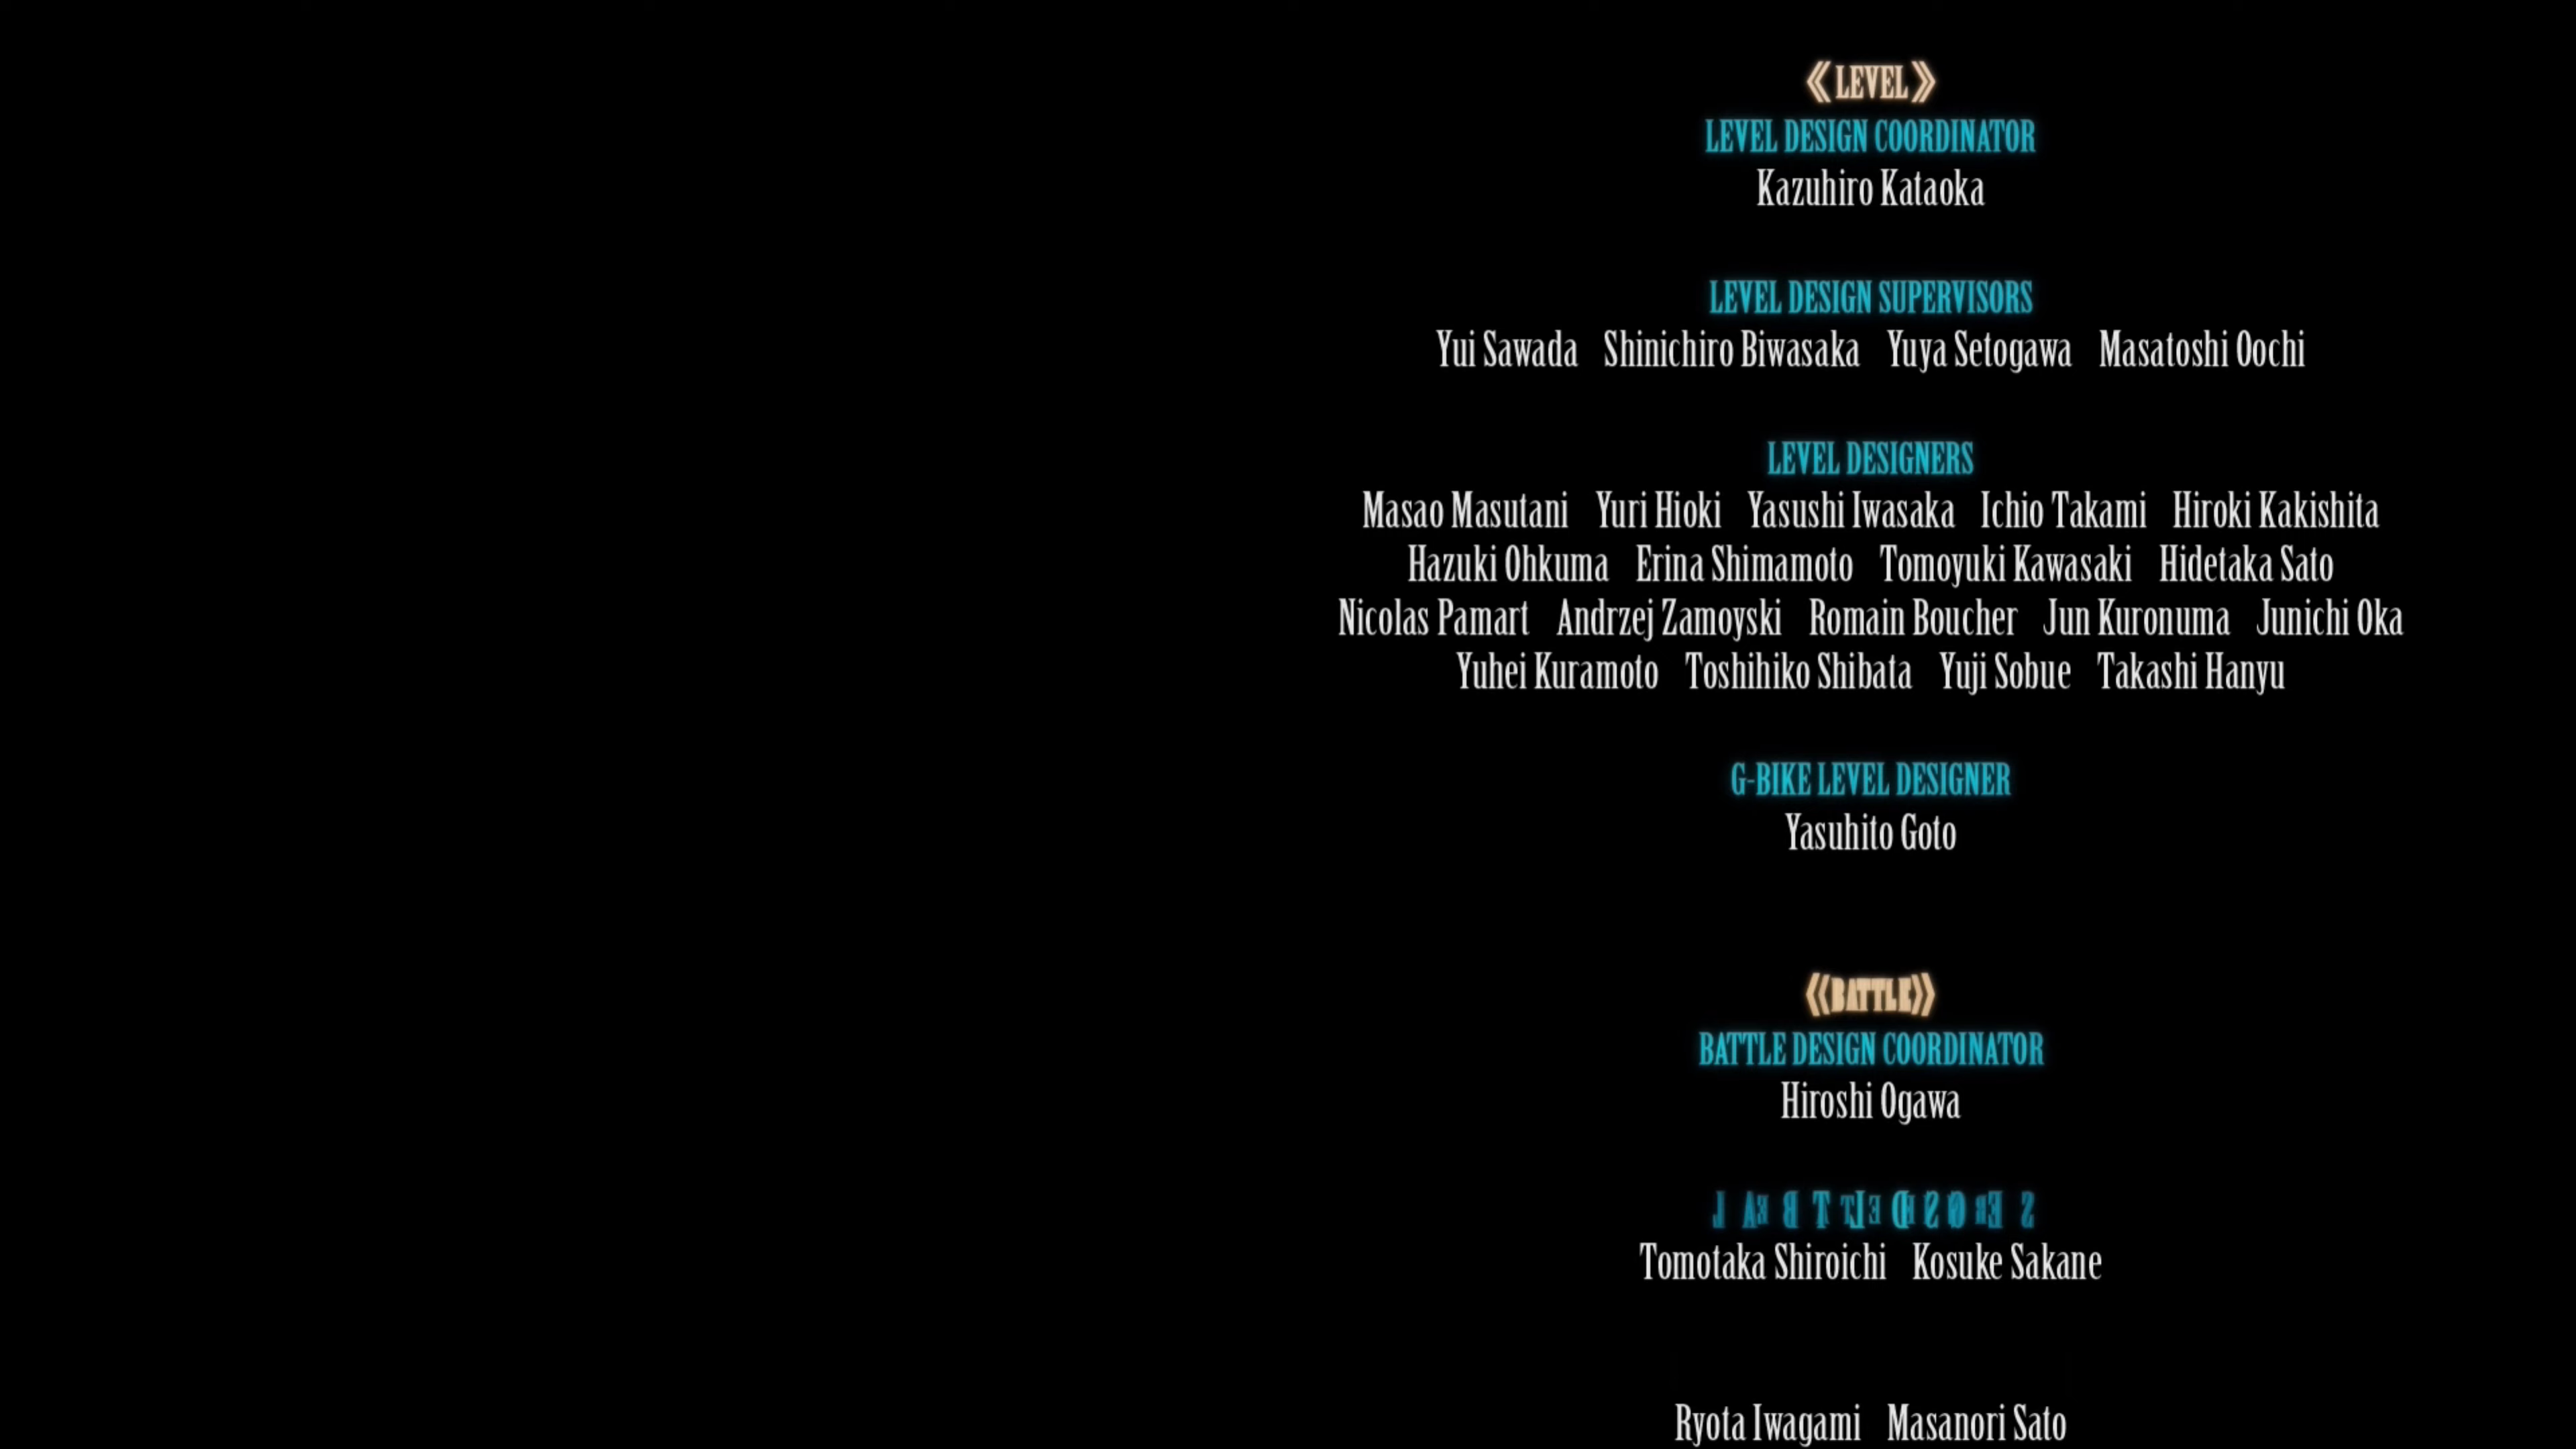 《LEVEL》
LEVEL DESIGN COORDINATOR
Kazuhiro Kataoka
LEVEL DESIGN SUPERVISORS
Yui Sawada Shinichiro Biwasaka Yuya Setogawa Masatoshi Oochi
LEVEL DESIGNERS
Masao Masutani Yuri Hioki Yasushi Iwasaka Ichio Takami Hiroki Kakishita
Hazuki Ohkuma Erina Shimamoto Tomoyuki Kawasaki Hidetaka Sato
Nicolas Pamart Andrzej Zamoyski Romain Boucher Jun Kuronuma Junichi Oka
Yuhei Kuramoto Toshihiko Shibata Yuji Sobue Takashi Hanyu
G-BIKE LEVEL DESIGNER
Yasuhito Goto
《BATTLE》
BATTLE DESIGN COORDINATOR
Hiroshi Ogawa
Tomotaka Shiroichi Kosuke Sakane
Ryota Iwagami Masanori Sato